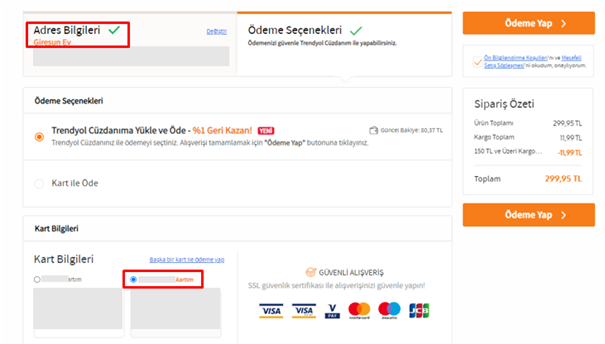 Adres Bilgileri
Değiştir
Giresun Ev
Ödeme Seçenekleri
Ödemenizi güvenle Trendyol Cüzdanım ile yapabilirsiniz.
Ödeme Yap
Ön Bilgilendirme Koşulları'nı ve Mesafeli
Satış Sözleşmesi'ni okudum, onaylıyorum.
Ödeme Seçenekleri
Trendyol Cüzdanıma Yükle ve Öde - %1 Geri Kazan! YENİ
Güncel Bakiye: 80,37 TL
Trendyol Cüzdanınız ile ödemeyi seçtiniz. Alışverişi tamamlamak için "Ödeme Yap" butonuna tıklayınız.
Kart ile Öde
Sipariş Özeti
Ürün Toplamı 299,95 TL
Kargo Toplam 11,99 TL
150 TL ve Üzeri Kargo... -11,99 TL
Toplam 299,95 TL
Ödeme Yap
Kart Bilgileri
Kart Bilgileri
Başka bir kart ile ödeme yap
artım
Kartım
GÜVENLİ ALIŞVERİŞ
SSL güvenlik sertifikası ile alışverişinizi güvenle yapın!
VISA VISA V PAY mastercard maestro JCB